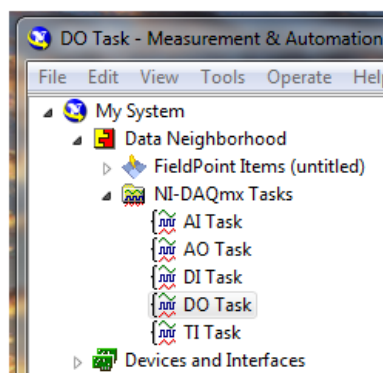 DO Task - Measurement & Automation
File Edit View Tools Operate Help
My System
Data Neighborhood
FieldPoint Items (untitled)
NI-DAQmx Tasks
AI Task
AO Task
DI Task
DO Task
TI Task
Devices and Interfaces